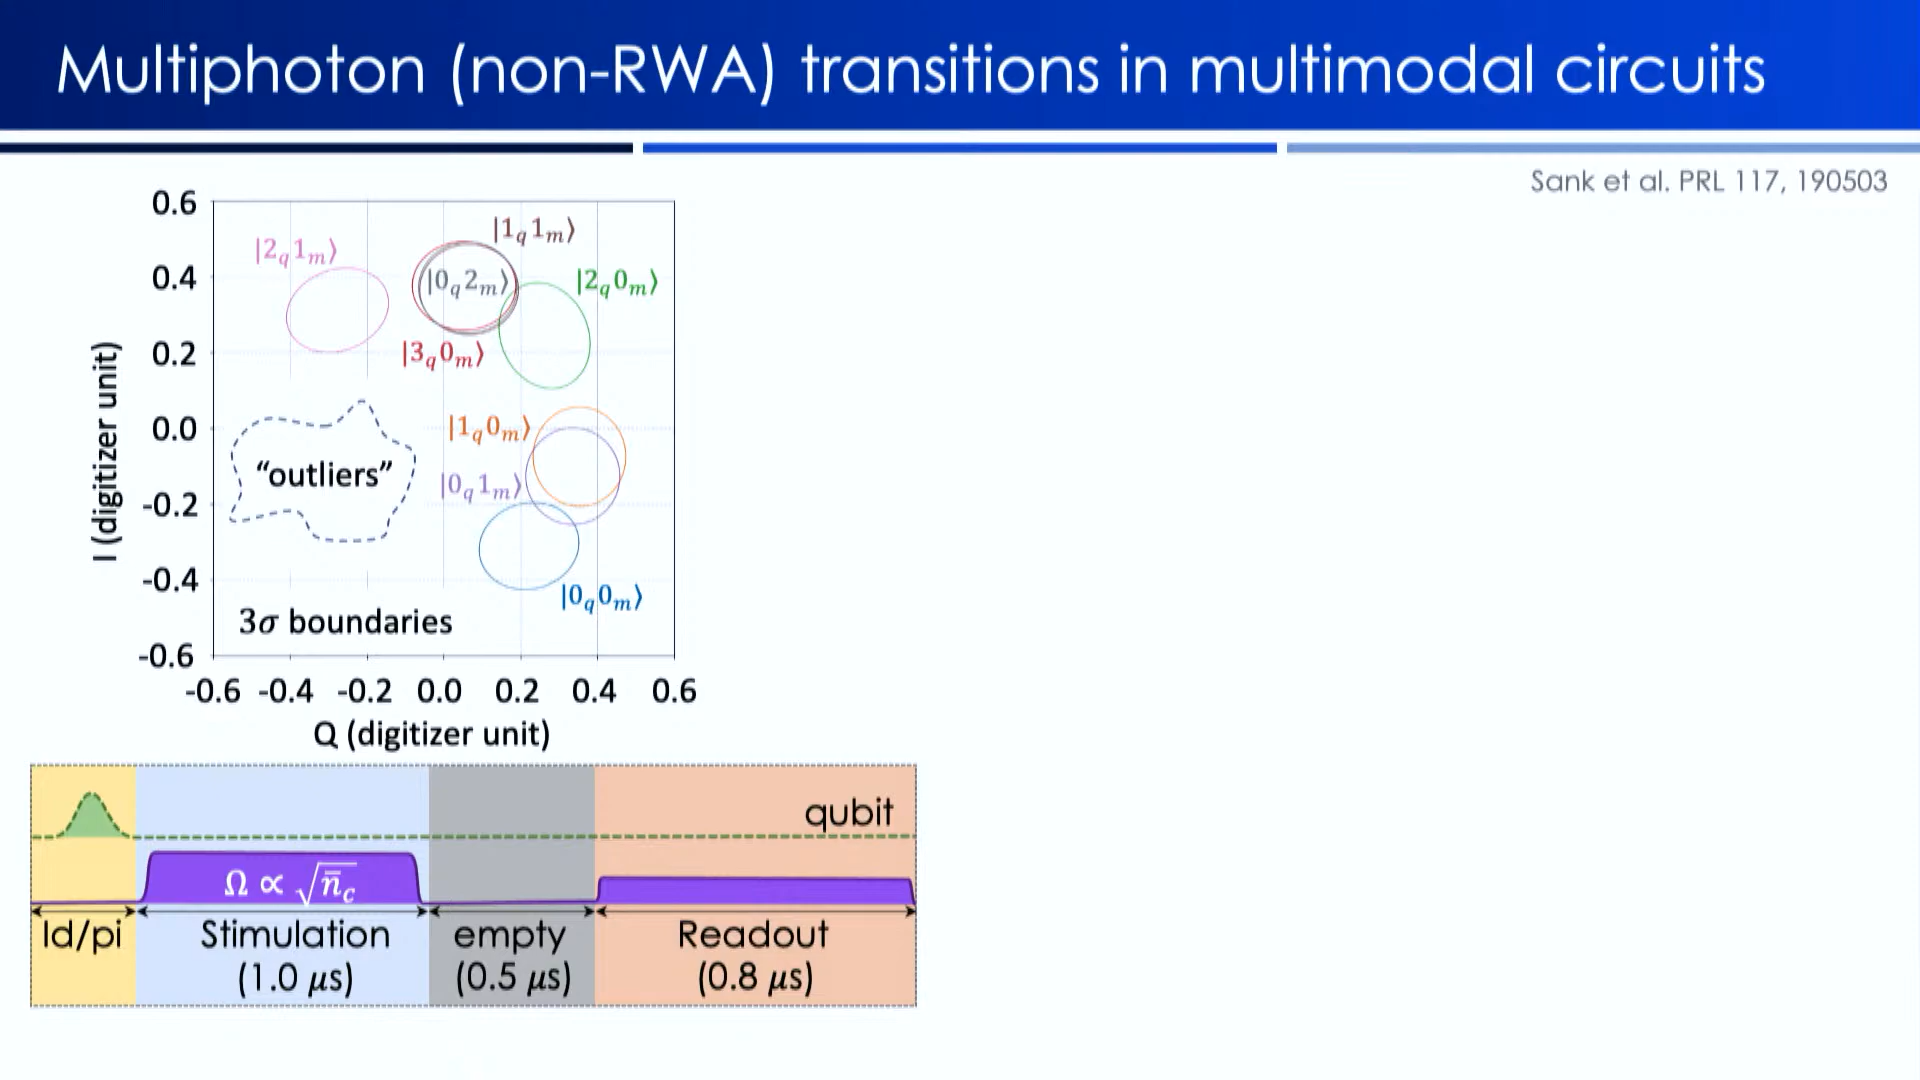 Multiphoton (non-RWA) transitions in multimodal circuits
Sank et al. PRL 117, 190503
0.6
0.4
0.2
0.0
-0.2
-0.4
-0.6
I (digitizer unit)
|2q1m⟩
|1q1m⟩
|0q2m⟩
|2q0m⟩
|3q0m⟩
|1q0m⟩
"outliers"
|0q1m⟩
|0q0m⟩
3σ boundaries
-0.6 -0.4 -0.2 0.0 0.2 0.4 0.6
Q (digitizer unit)
qubit
Ω ∝ √n̄c
Id/pi
Stimulation
(1.0 μs)
empty
(0.5 μs)
Readout
(0.8 μs)